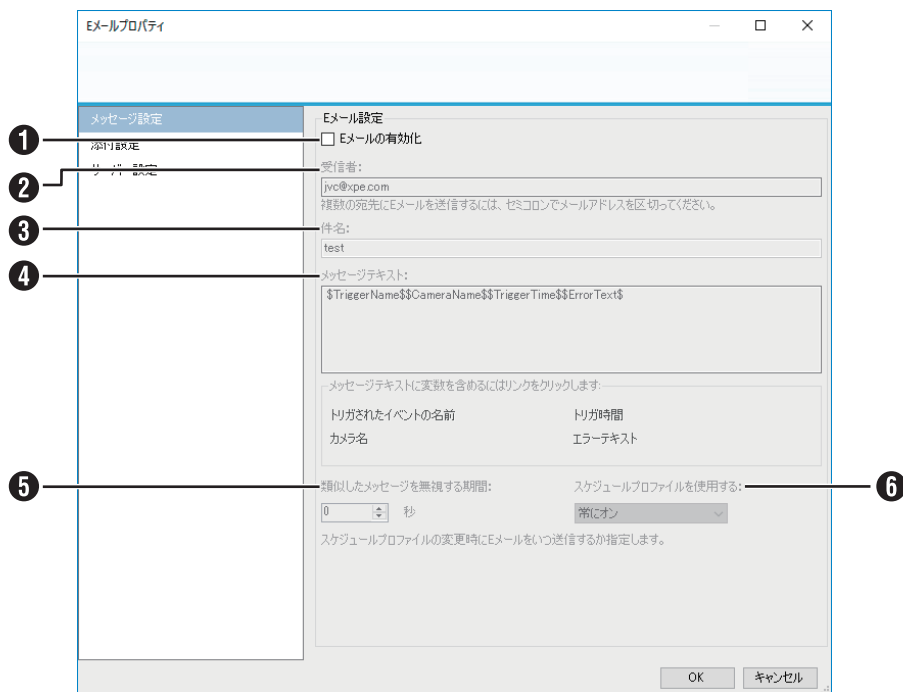 Eメールプロパティ
メッセージ設定
添付設定
サーバー設定
Eメール設定
❶
Eメールの有効化
❷
受信者:
jvc@xpe.com
複数の宛先にEメールを送信するには、セミコロンでメールアドレスを区切ってください。
❸
件名:
test
❹
メッセージテキスト:
$TriggerName$$CameraName$$TriggerTime$$ErrorText$
メッセージテキストに変数を含めるにはリンクをクリックします:
トリガされたイベントの名前
トリガ時間
カメラ名
エラーテキスト
❺
類似したメッセージを無視する期間:
スケジュールプロファイルを使用する:
❻
0
秒
常にオン
スケジュールプロファイルの変更時にEメールをいつ送信するか指定します。
OK
キャンセル